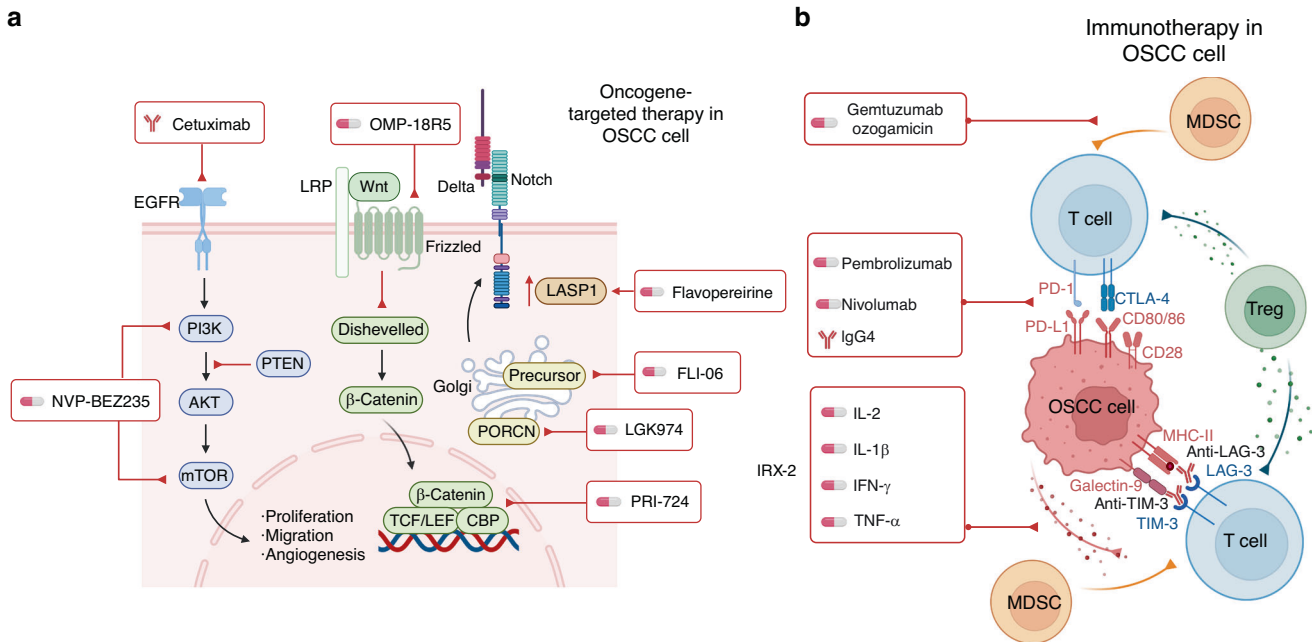 a
Oncogene-
targeted therapy in
OSCC cell
Cetuximab
OMP-18R5
LRP
Wnt
Delta
Notch
EGFR
Frizzled
LASP1
Flavopereirine
PI3K
Dishevelled
PTEN
Golgi
Precursor
FLI-06
NVP-BEZ235
AKT
β-Catenin
PORCN
LGK974
mTOR
β-Catenin
PRI-724
TCF/LEF
CBP
·Proliferation
·Migration
·Angiogenesis
b
Immunotherapy in
OSCC cell
Gemtuzumab
ozogamicin
MDSC
T cell
Pembrolizumab
Nivolumab
IgG4
PD-1
CTLA-4
PD-L1
CD80/86
CD28
Treg
OSCC cell
IRX-2
IL-2
IL-1β
IFN-γ
TNF-α
MHC-II
Anti-LAG-3
LAG-3
Galectin-9
Anti-TIM-3
TIM-3
T cell
MDSC